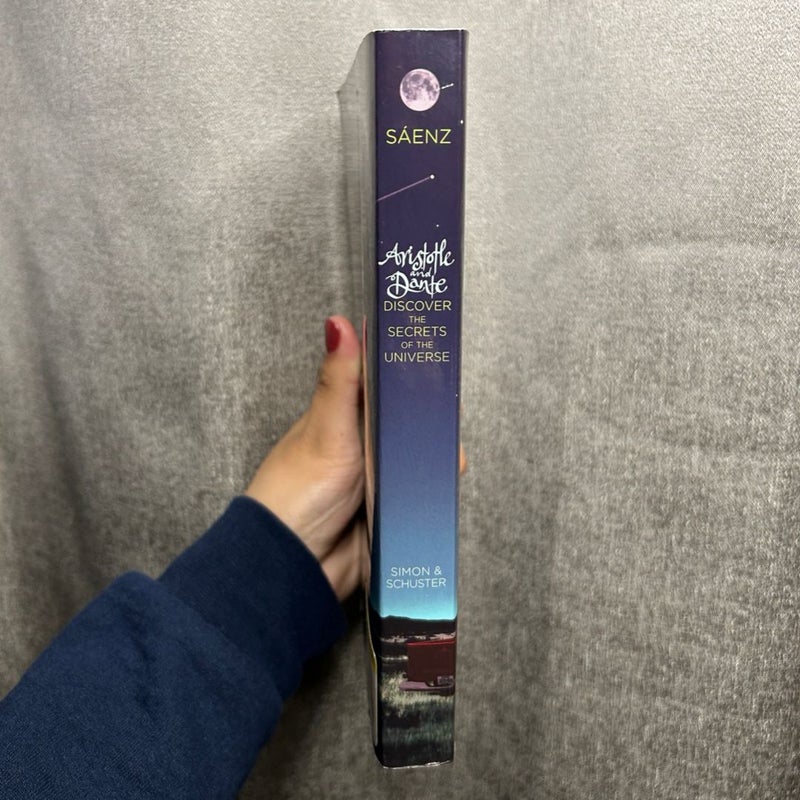 SÁENZ
Aristotle
and
Dante
DISCOVER
THE
SECRETS
OF THE
UNIVERSE
SIMON &
SCHUSTER